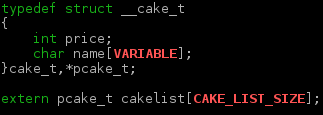 typedef struct __cake_t
{
    int price;
    char name[VARIABLE];
}cake_t,*pcake_t;

extern pcake_t cakelist[CAKE_LIST_SIZE];